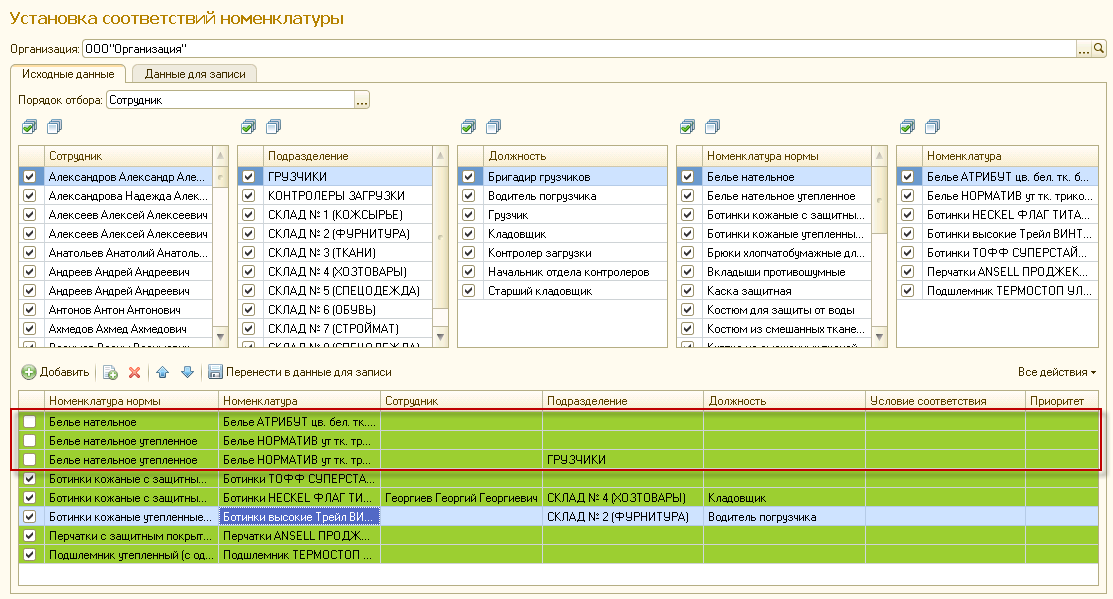 Установка соответствий номенклатуры
Организация: ООО"Организация" ...
Исходные данные Данные для записи
Порядок отбора: Сотрудник ...
Сотрудник Подразделение Должность Номенклатура нормы Номенклатура
Александров Александр Але... ГРУЗЧИКИ Бригадир грузчиков Белье нательное Белье АТРИБУТ цв. бел. тк. б...
Александрова Надежда Алек... КОНТРОЛЕРЫ ЗАГРУЗКИ Водитель погрузчика Белье нательное утепленное Белье НОРМАТИВ уг тк. трико...
Алексеев Алексей Алексеевич СКЛАД № 1 (КОЖСЫРЬЕ) Грузчик Ботинки кожаные с защитны... Ботинки HECKEL ФЛАГ ТИТА...
Алексеев Алексей Алексеевич СКЛАД № 2 (ФУРНИТУРА) Кладовщик Ботинки кожаные утепленны... Ботинки высокие Трейл ВИНТ...
Анатольев Анатолий Анатоль... СКЛАД № 3 (ТКАНИ) Контролер загрузки Брюки хлопчатобумажные дл... Ботинки ТОФФ СУПЕРСТАЙ...
Андреев Андрей Андреевич СКЛАД № 4 (ХОЗТОВАРЫ) Начальник отдела контролеров Вкладыши противошумные Перчатки ANSELL ПРОДЖЕК...
Андреев Андрей Андреевич СКЛАД № 5 (СПЕЦОДЕЖДА) Старший кладовщик Каска защитная Подшлемник ТЕРМОСТОП УЛ...
Антонов Антон Антонович СКЛАД № 6 (ОБУВЬ) Костюм для защиты от воды
Ахмедов Ахмед Ахмедович СКЛАД № 7 (СТРОЙМАТ) Костюм из смешанных ткане...
Добавить Перенести в данные для записи Все действия
Номенклатура нормы Номенклатура Сотрудник Подразделение Должность Условие соответствия Приоритет
Белье нательное Белье АТРИБУТ цв. бел. тк....
Белье нательное утепленное Белье НОРМАТИВ уг тк. тр...
Белье нательное утепленное Белье НОРМАТИВ уг тк. тр... ГРУЗЧИКИ
Ботинки кожаные с защитны... Ботинки ТОФФ СУПЕРСТА...
Ботинки кожаные с защитны... Ботинки HECKEL ФЛАГ ТИ... Георгиев Георгий Георгиевич СКЛАД № 4 (ХОЗТОВАРЫ) Кладовщик
Ботинки кожаные утепленные... Ботинки высокие Трейл ВИ... СКЛАД № 2 (ФУРНИТУРА) Водитель погрузчика
Перчатки с защитным покрыт... Перчатки ANSELL ПРОДЖ...
Подшлемник утепленный (с од... Подшлемник ТЕРМОСТОП ...